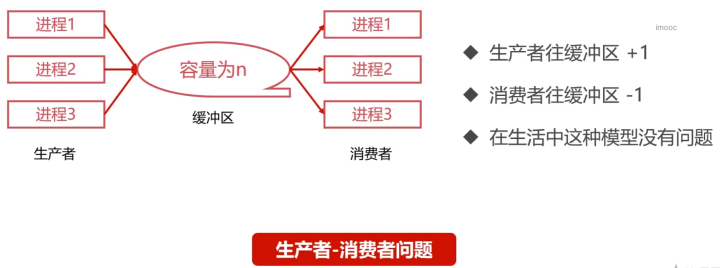 进程1
进程2
进程3
生产者
容量为n
缓冲区
进程1
进程2
进程3
消费者
imooc
◆ 生产者往缓冲区 +1
◆ 消费者往缓冲区 -1
◆ 在生活中这种模型没有问题
生产者-消费者问题